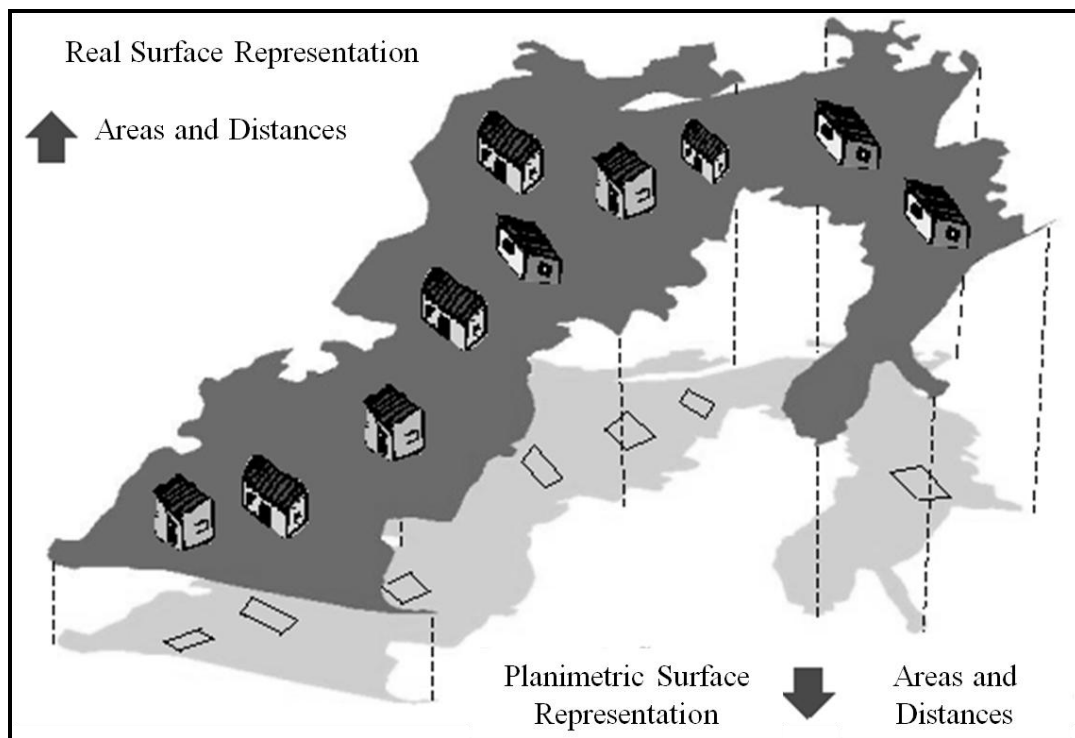 Real Surface Representation
Areas and Distances
Planimetric Surface
Representation
Areas and
Distances